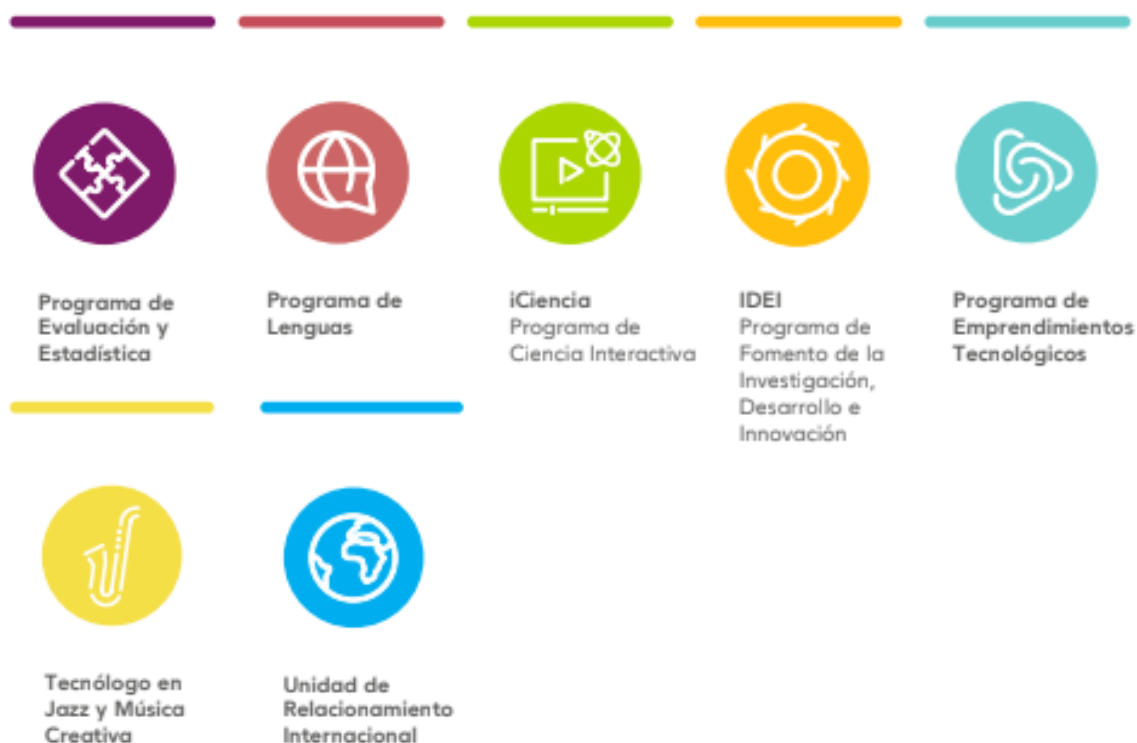 Programa de
Evaluación y
Estadística
Programa de
Lenguas
iCiencia
Programa de
Ciencia Interactiva
IDEI
Programa de
Fomento de la
Investigación,
Desarrollo e
Innovación
Programa de
Emprendimientos
Tecnológicos
Tecnólogo en
Jazz y Música
Creativa
Unidad de
Relacionamiento
Internacional